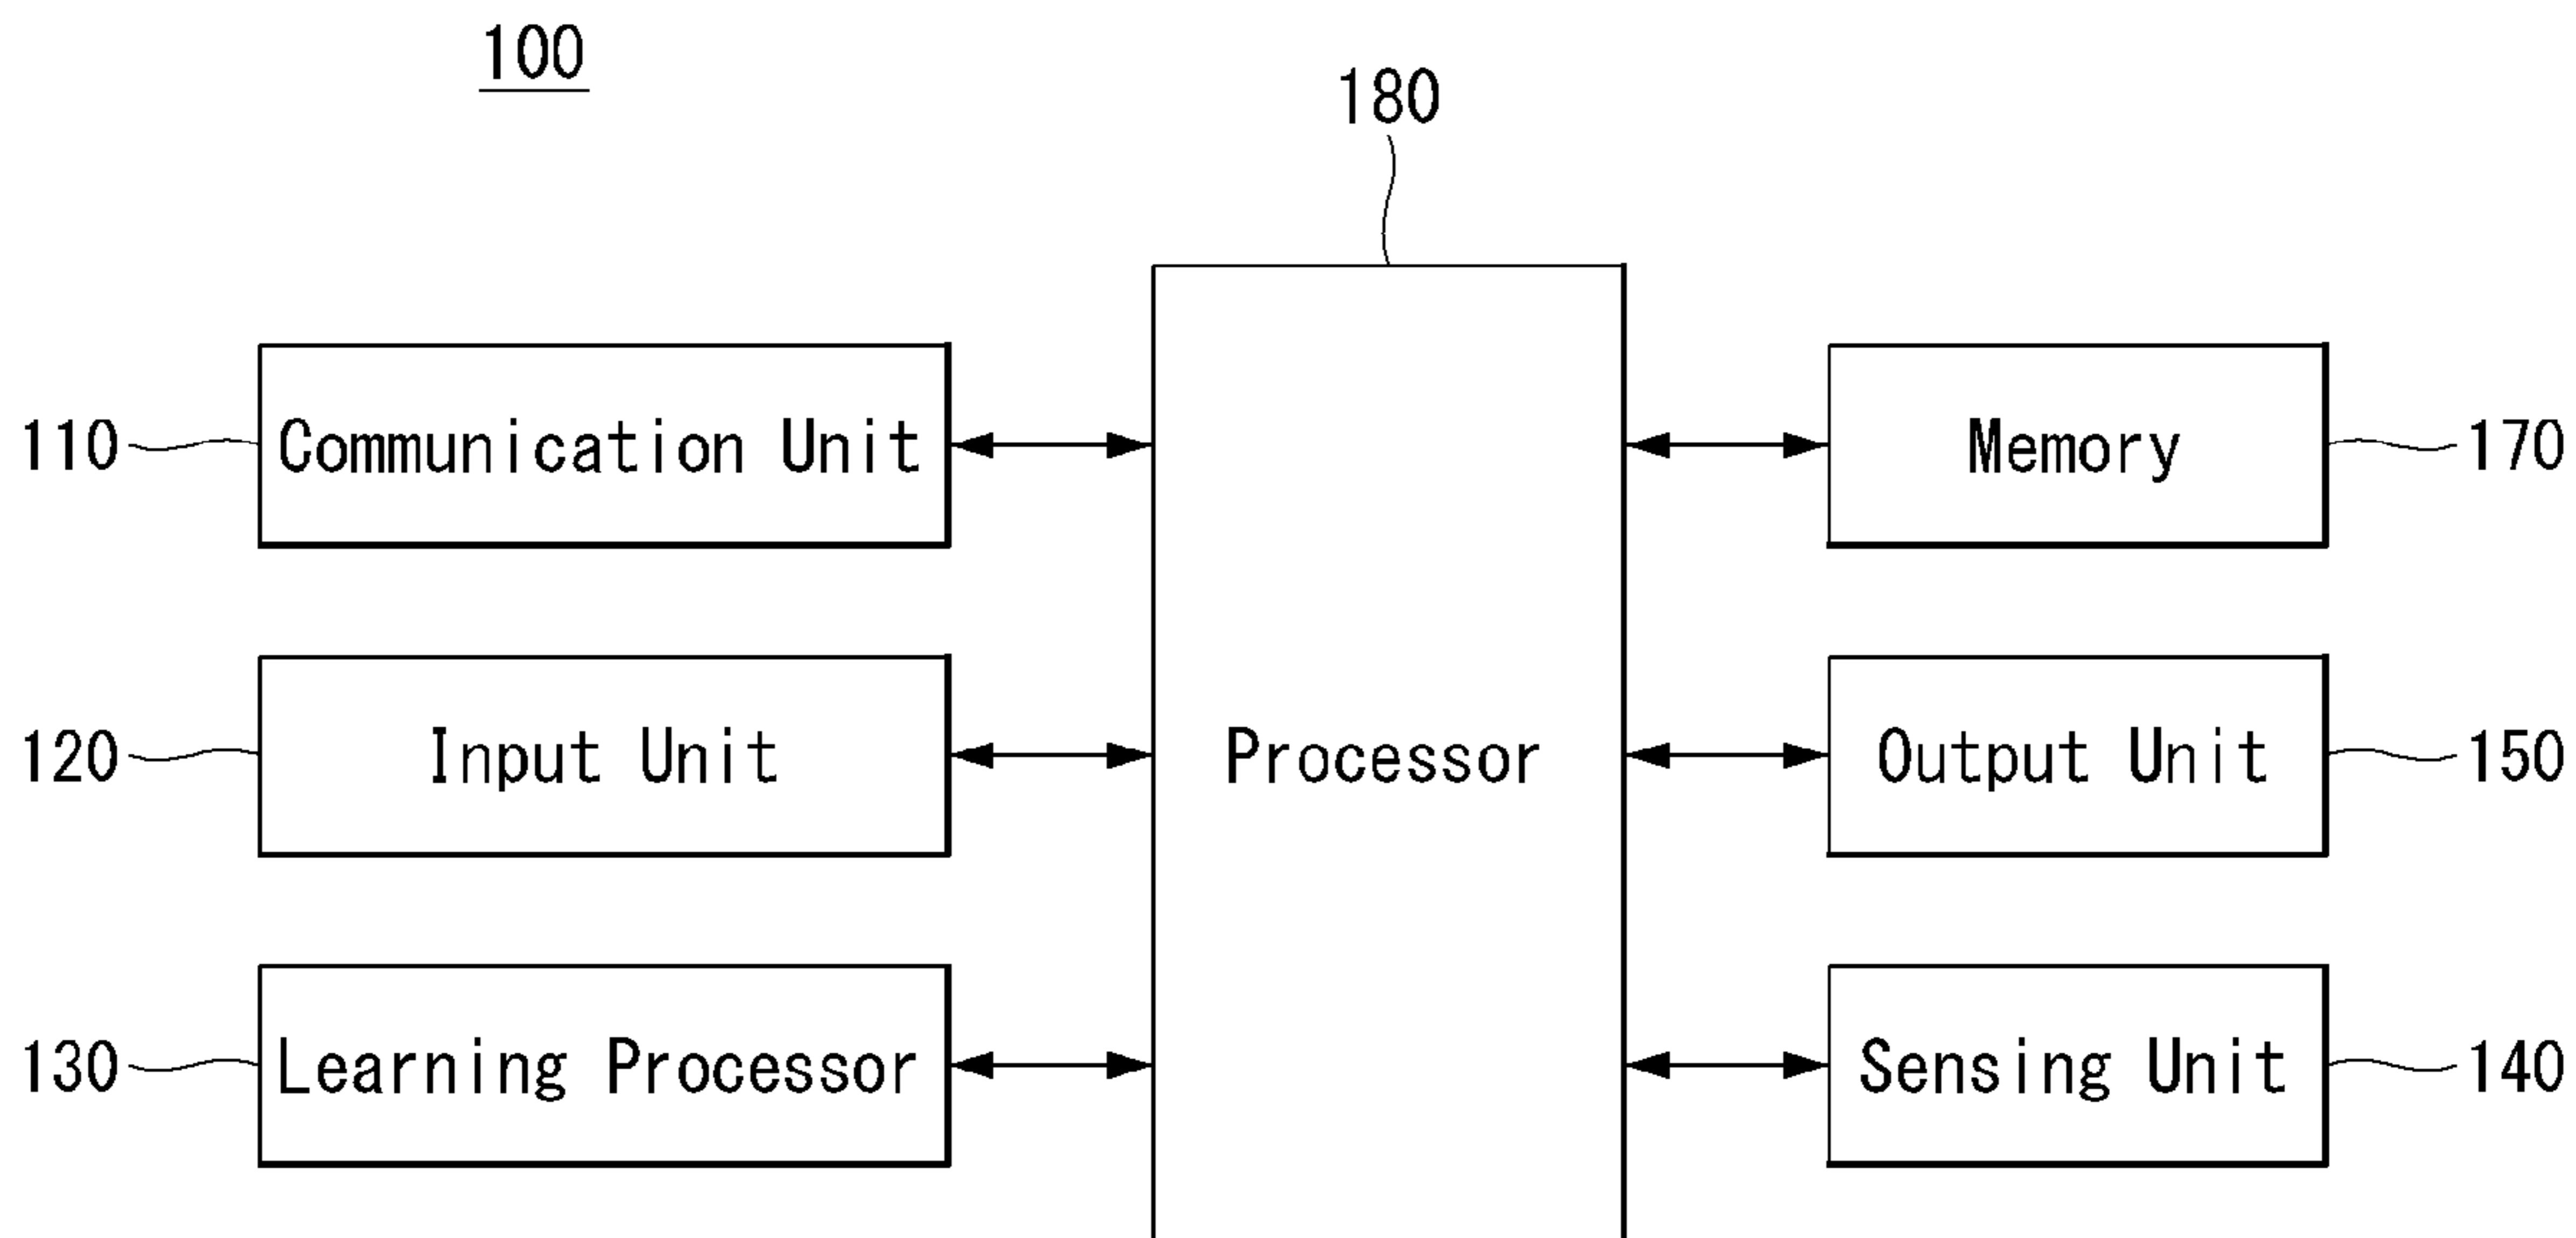 100
180
110 Communication Unit
Memory 170
120 Input Unit
Processor
Output Unit 150
130 Learning Processor
Sensing Unit 140